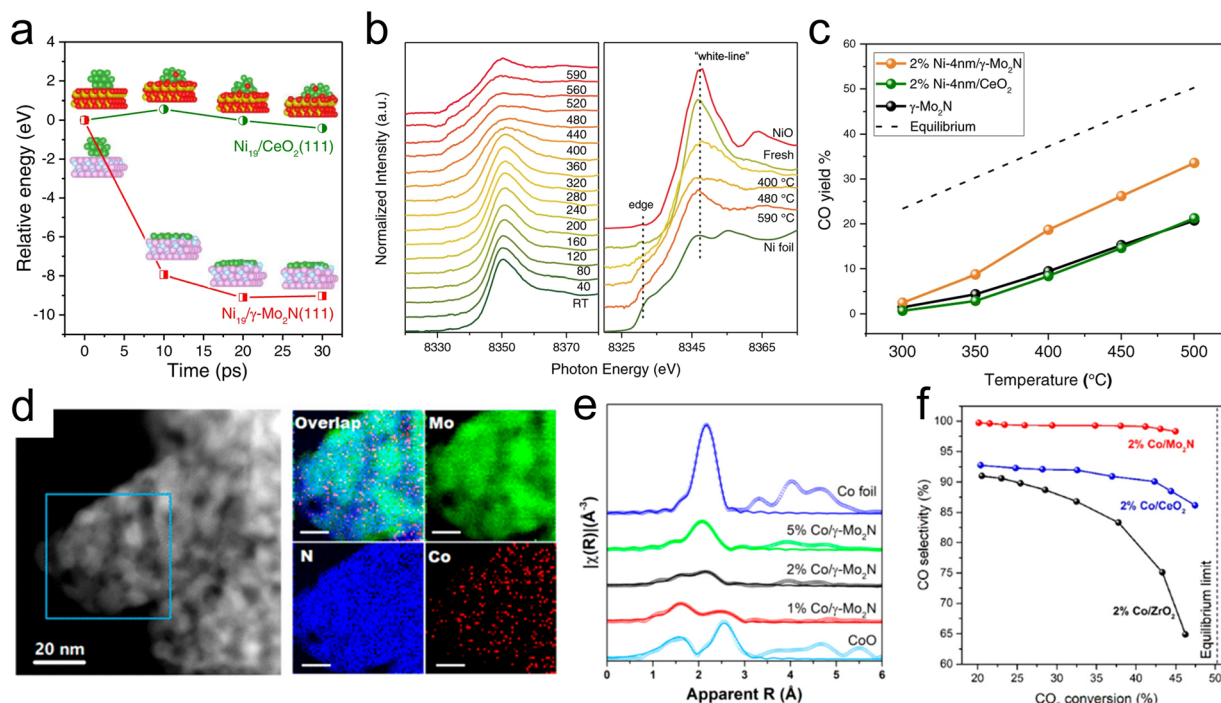 a
4
2
0
-2
-4
-6
-8
-10
Relative energy (eV)
Ni19/CeO2(111)
Ni19/γ-Mo2N(111)
0 5 10 15 20 25 30
Time (ps)
b
Normalized Intensity (a.u.)
590
560
520
480
440
400
360
320
280
240
200
160
120
80
40
RT
8330 8350 8370
"white-line"
NiO
Fresh
400 °C
480 °C
590 °C
Ni foil
edge
8325 8345 8365
Photon Energy (eV)
c
60
50
40
30
20
10
0
CO yield %
2% Ni-4nm/γ-Mo2N
2% Ni-4nm/CeO2
γ-Mo2N
Equilibrium
300 350 400 450 500
Temperature (°C)
d
20 nm
Overlap
Mo
N
Co
e
|χ(R)|(Å-3)
Co foil
5% Co/γ-Mo2N
2% Co/γ-Mo2N
1% Co/γ-Mo2N
CoO
0 1 2 3 4 5 6
Apparent R (Å)
f
100
95
90
85
80
75
70
65
60
CO selectivity (%)
2% Co/Mo2N
2% Co/CeO2
2% Co/ZrO2
Equilibrium limit
20 25 30 35 40 45 50
CO2 conversion (%)